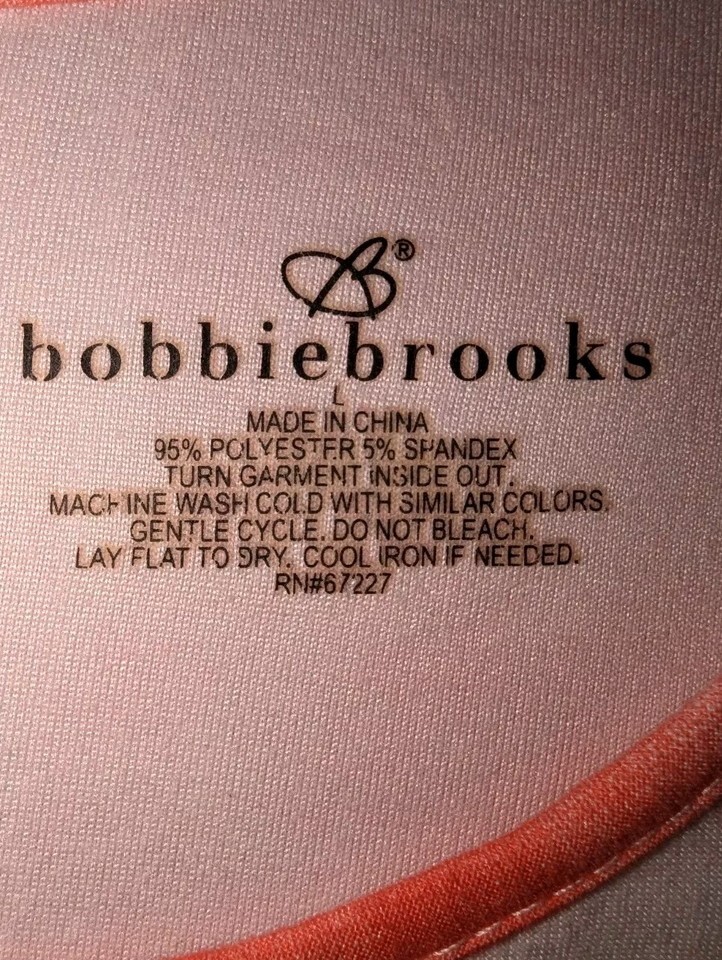 B®
bobbiebrooks
L
MADE IN CHINA
95% POLYESTER 5% SPANDEX
TURN GARMENT INSIDE OUT.
MACHINE WASH COLD WITH SIMILAR COLORS.
GENTLE CYCLE. DO NOT BLEACH.
LAY FLAT TO DRY. COOL IRON IF NEEDED.
RN#67227